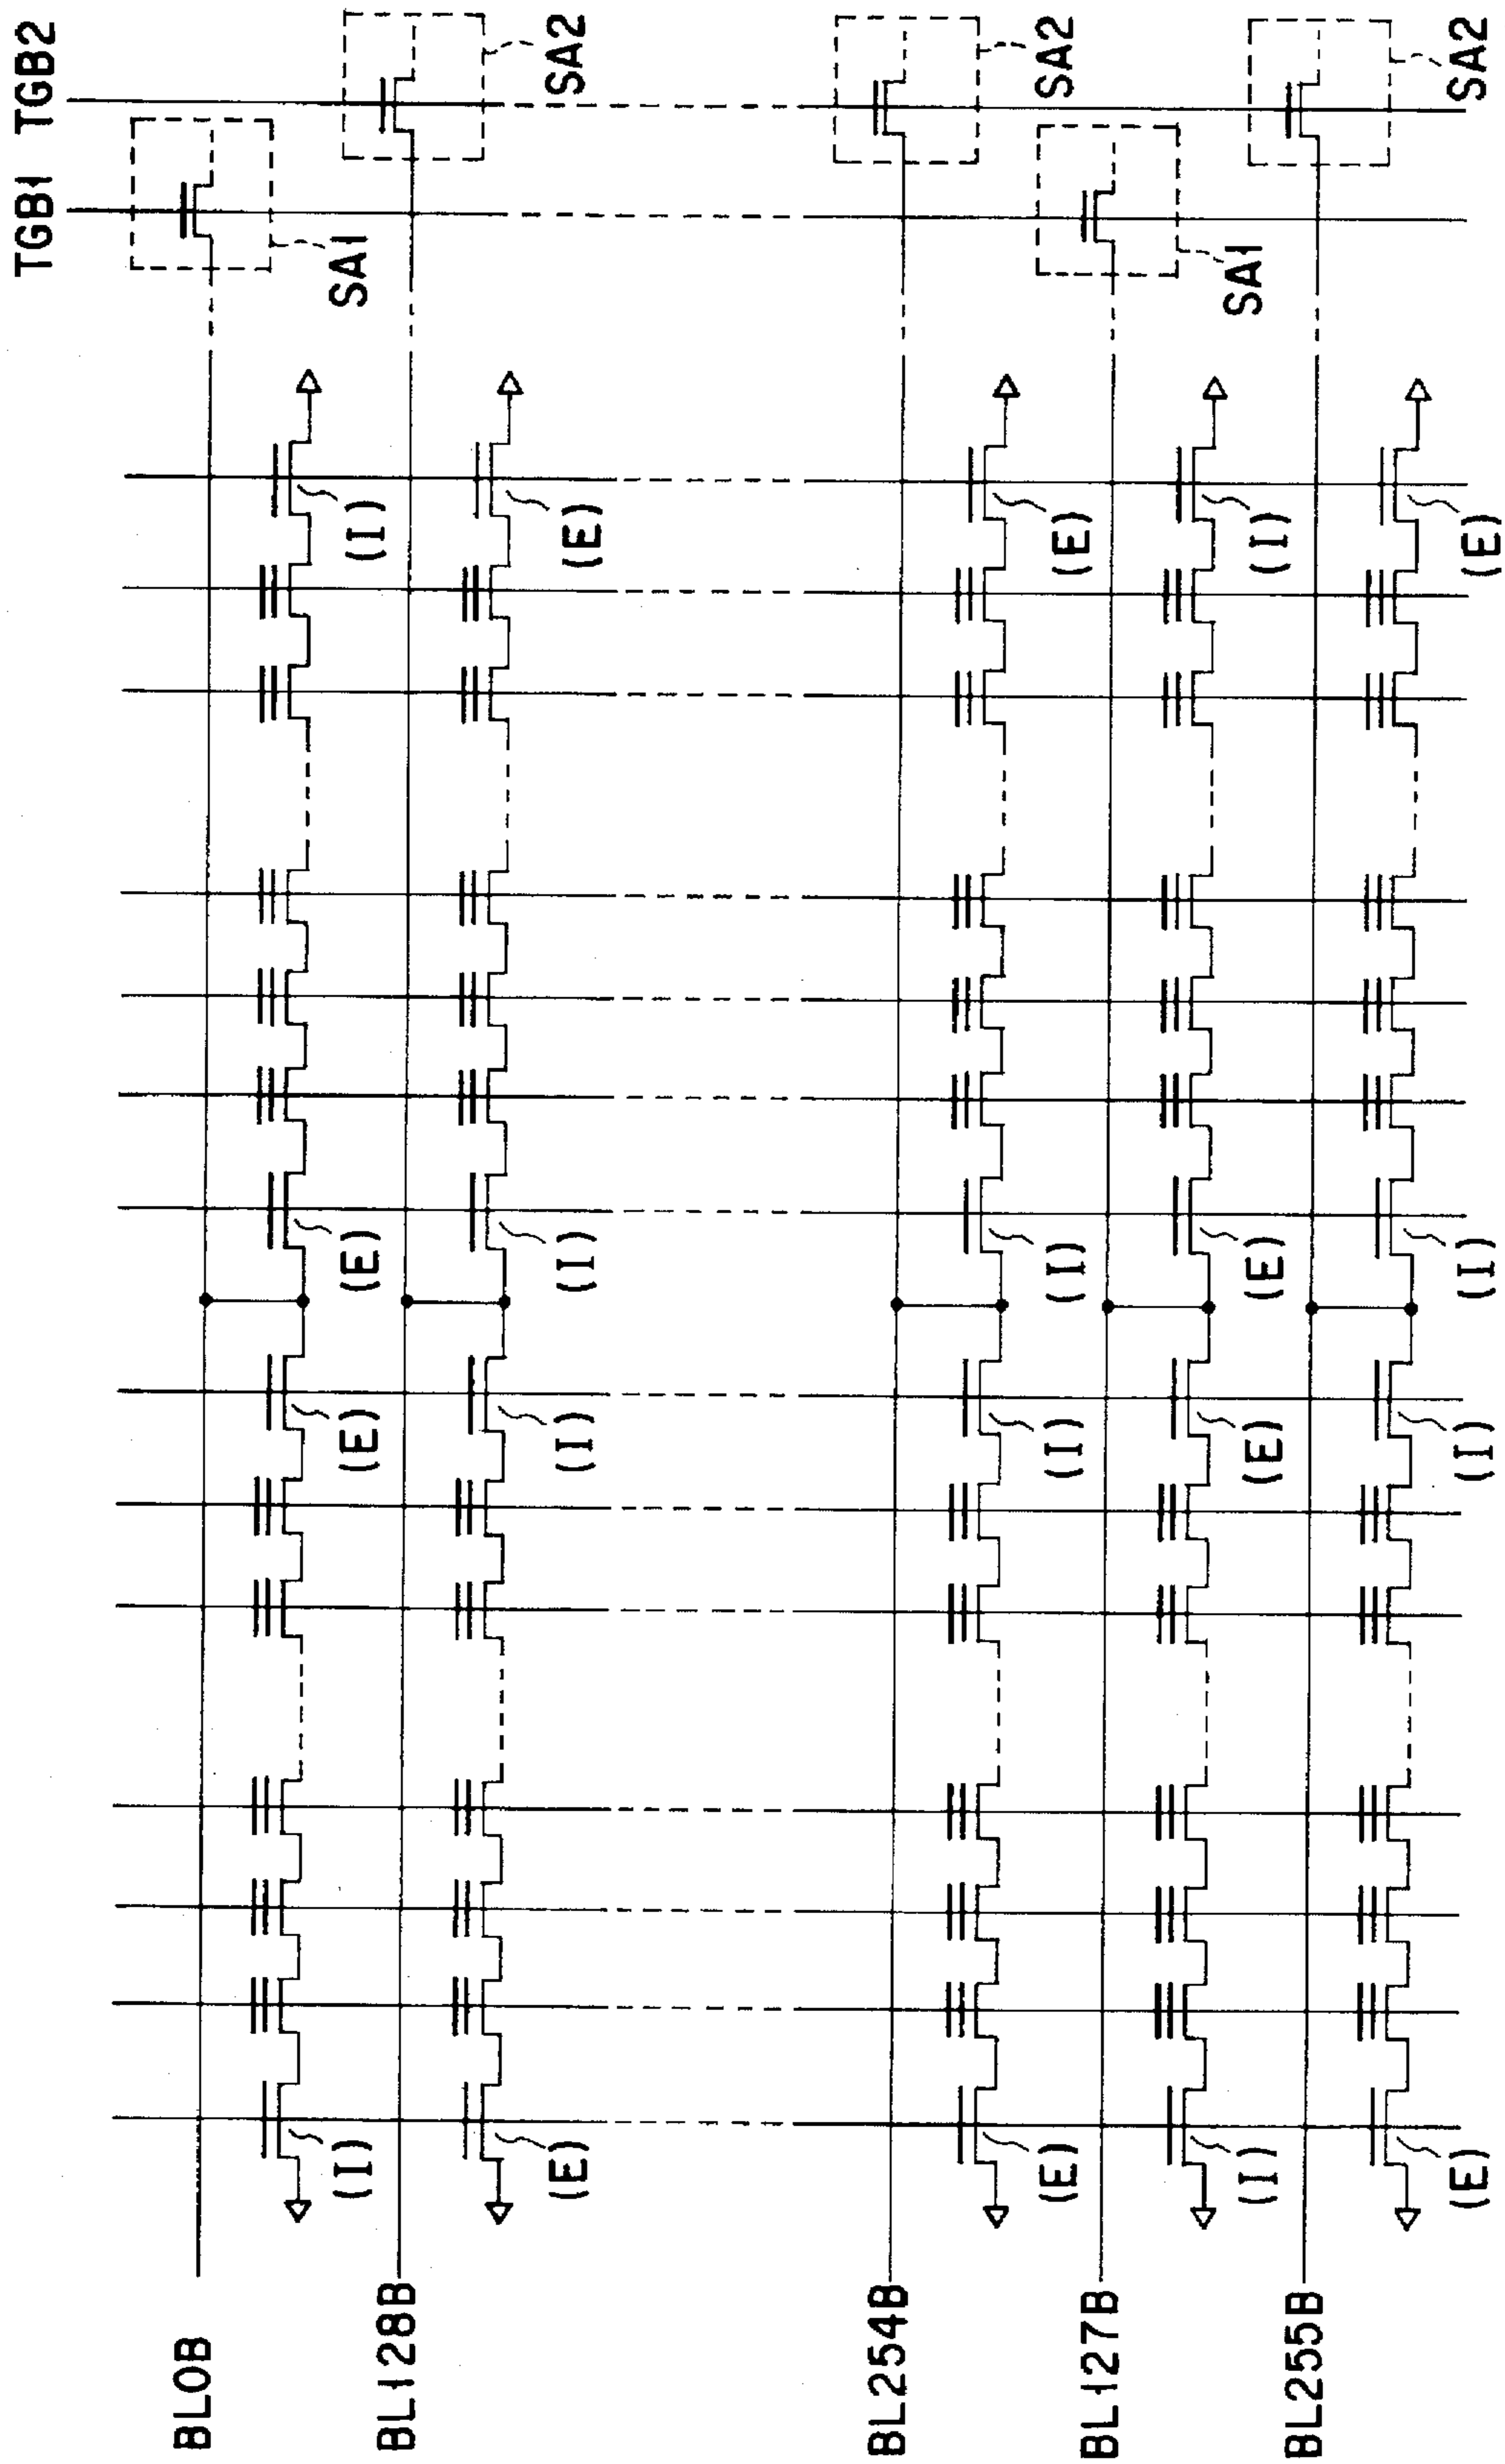 TGB1 TGB2
BL0B
(I) (E) (E) (I) SA1
BL128B
(E) (I) (I) (E) SA2
BL254B
(E) (I) (I) (E) SA2
BL127B
(I) (E) (E) (I) SA1
BL255B
(E) (I) (I) (E) SA2